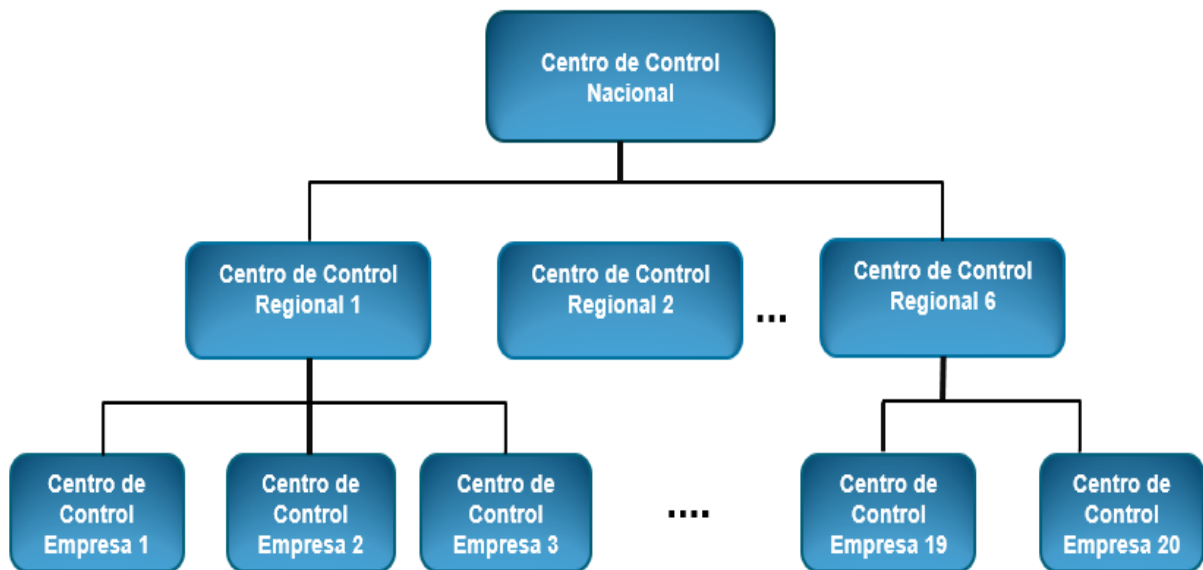 Centro de Control
Nacional
Centro de Control
Regional 1
Centro de Control
Regional 2
...
Centro de Control
Regional 6
Centro de
Control
Empresa 1
Centro de
Control
Empresa 2
Centro de
Control
Empresa 3
....
Centro de
Control
Empresa 19
Centro de
Control
Empresa 20